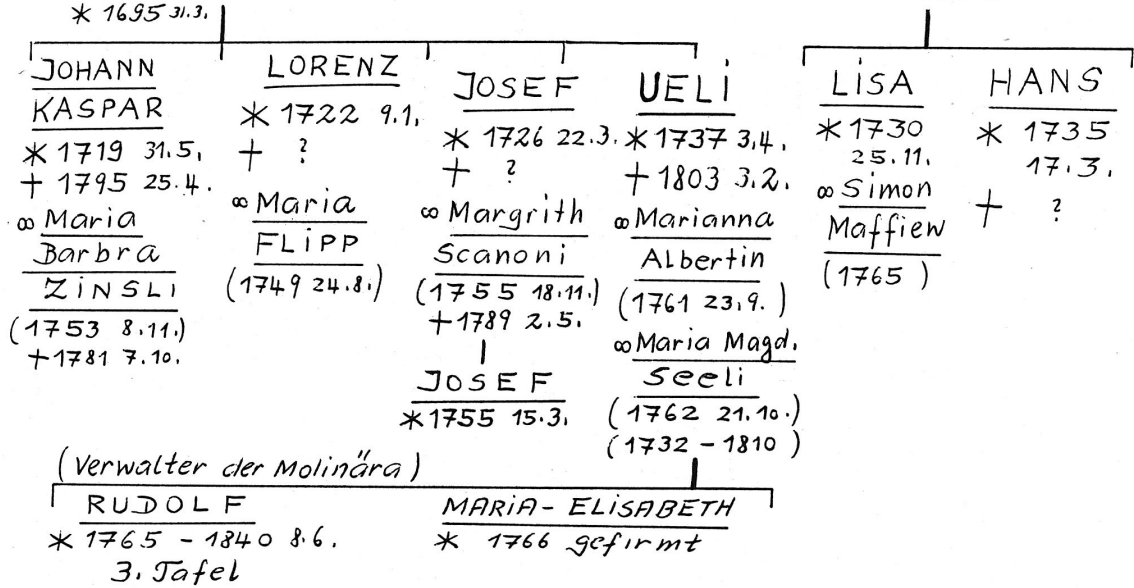 * 1695 31.3.
JOHANN
KASPAR
* 1719 31.5.
+ 1795 25.4.
∞ Maria
Barbra
ZiNSLi
(1753 8.11.)
+1781 7.10.
LORENZ
* 1722 9.1.
+ ?
∞ Maria
FLiPP
(1749 24.8.)
JOSEF
* 1726 22.3.
+ ?
∞ Margrith
Scanoni
(1755 18.11.)
+1789 2.5.
JOSEF
* 1755 15.3.
UELi
* 1737 3.4.
+ 1803 3.2.
∞ Marianna
Albertin
(1761 23.9.)
∞ Maria Magd.
Seeli
(1762 21.10.)
(1732 - 1810)
LiSA
* 1730
25.11.
∞ Simon
Maffiew
(1765 )
HANS
* 1735
17.3.
+ ?
(Verwalter der Molinära)
RUDOLF
* 1765 - 1840 8.6.
3. Tafel
MARiA - ELiSABETH
* 1766 gefirmt